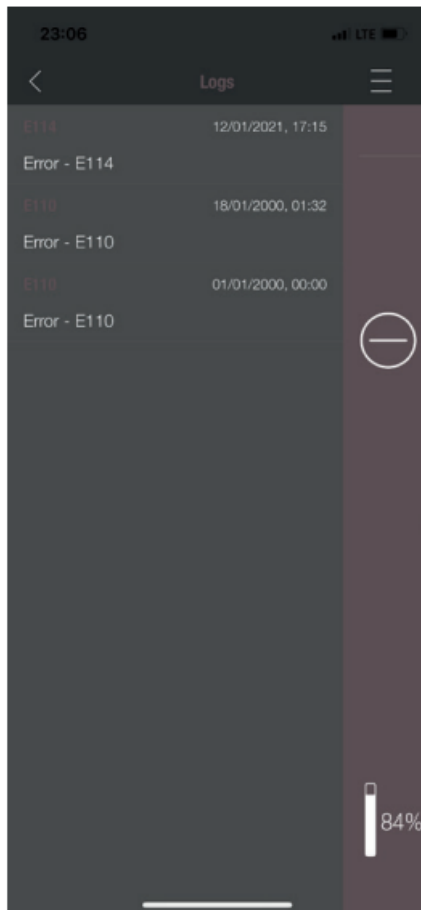 23:06 LTE
Logs
E114 12/01/2021, 17:15
Error - E114
E110 18/01/2000, 01:32
Error - E110
E110 01/01/2000, 00:00
Error - E110
84%